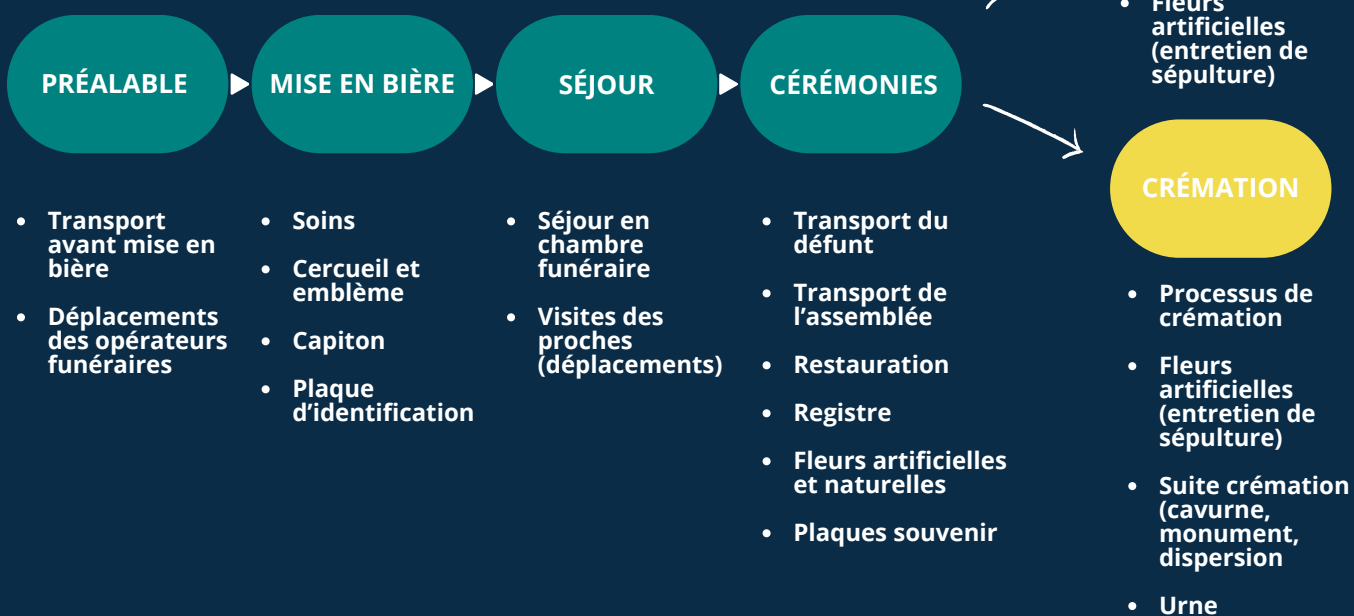 PRÉALABLE
MISE EN BIÈRE
SÉJOUR
CÉRÉMONIES
• Transport
avant mise en
bière
• Déplacements
des opérateurs
funéraires
• Soins
• Cercueil et
emblème
• Capiton
• Plaque
d’identification
• Séjour en
chambre
funéraire
• Visites des
proches
(déplacements)
• Transport du
défunt
• Transport de
l’assemblée
• Restauration
• Registre
• Fleurs artificielles
et naturelles
• Plaques souvenir
• Fleurs
artificielles
(entretien de
sépulture)
CRÉMATION
• Processus de
crémation
• Fleurs
artificielles
(entretien de
sépulture)
• Suite crémation
(cavurne,
monument,
dispersion
• Urne